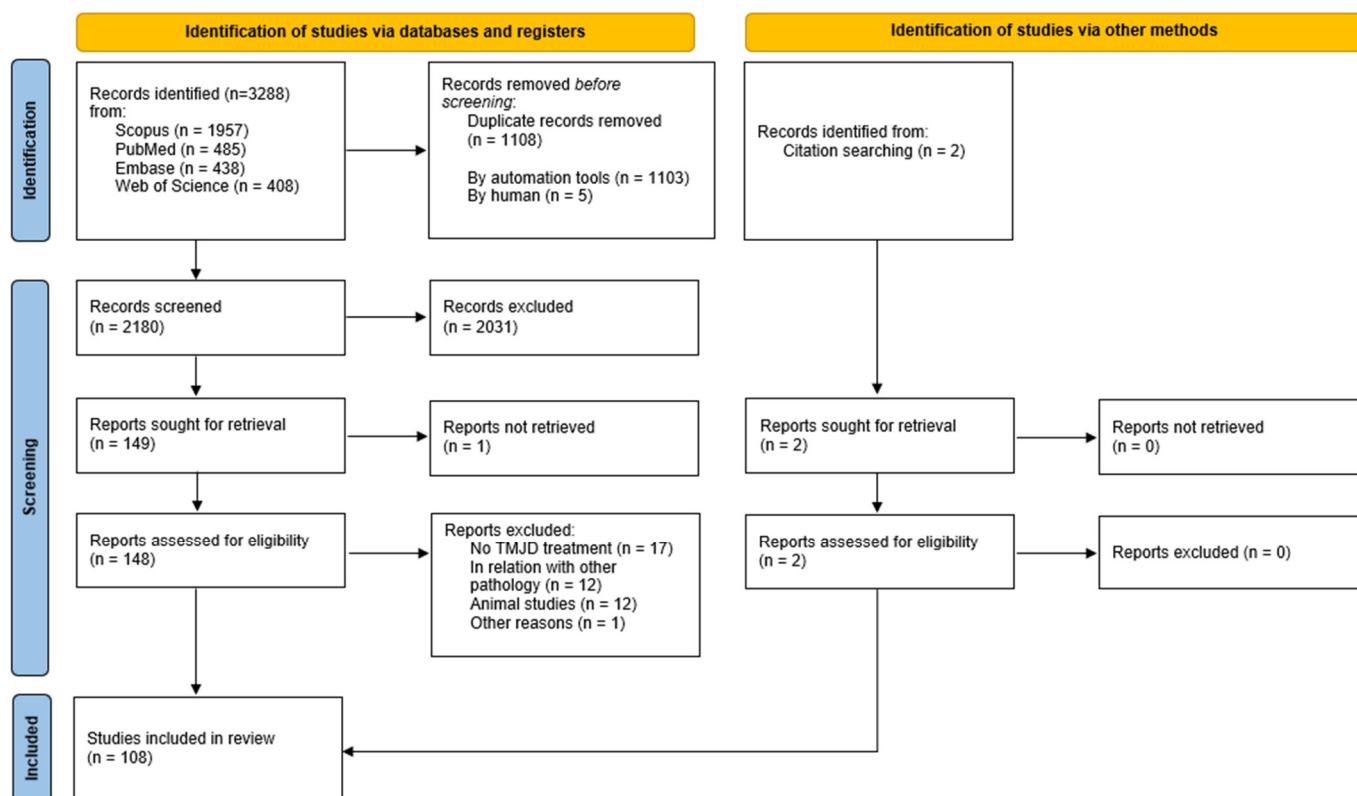 Identification of studies via databases and registers
Identification of studies via other methods
Identification
Records identified (n=3288)
from:
Scopus (n = 1957)
PubMed (n = 485)
Embase (n = 438)
Web of Science (n = 408)
Records removed before
screening:
Duplicate records removed
(n = 1108)
By automation tools (n = 1103)
By human (n = 5)
Records identified from:
Citation searching (n = 2)
Screening
Records screened
(n = 2180)
Records excluded
(n = 2031)
Reports sought for retrieval
(n = 149)
Reports not retrieved
(n = 1)
Reports sought for retrieval
(n = 2)
Reports not retrieved
(n = 0)
Reports assessed for eligibility
(n = 148)
Reports excluded:
No TMJD treatment (n = 17)
In relation with other
pathology (n = 12)
Animal studies (n = 12)
Other reasons (n = 1)
Reports assessed for eligibility
(n = 2)
Reports excluded (n = 0)
Included
Studies included in review
(n = 108)